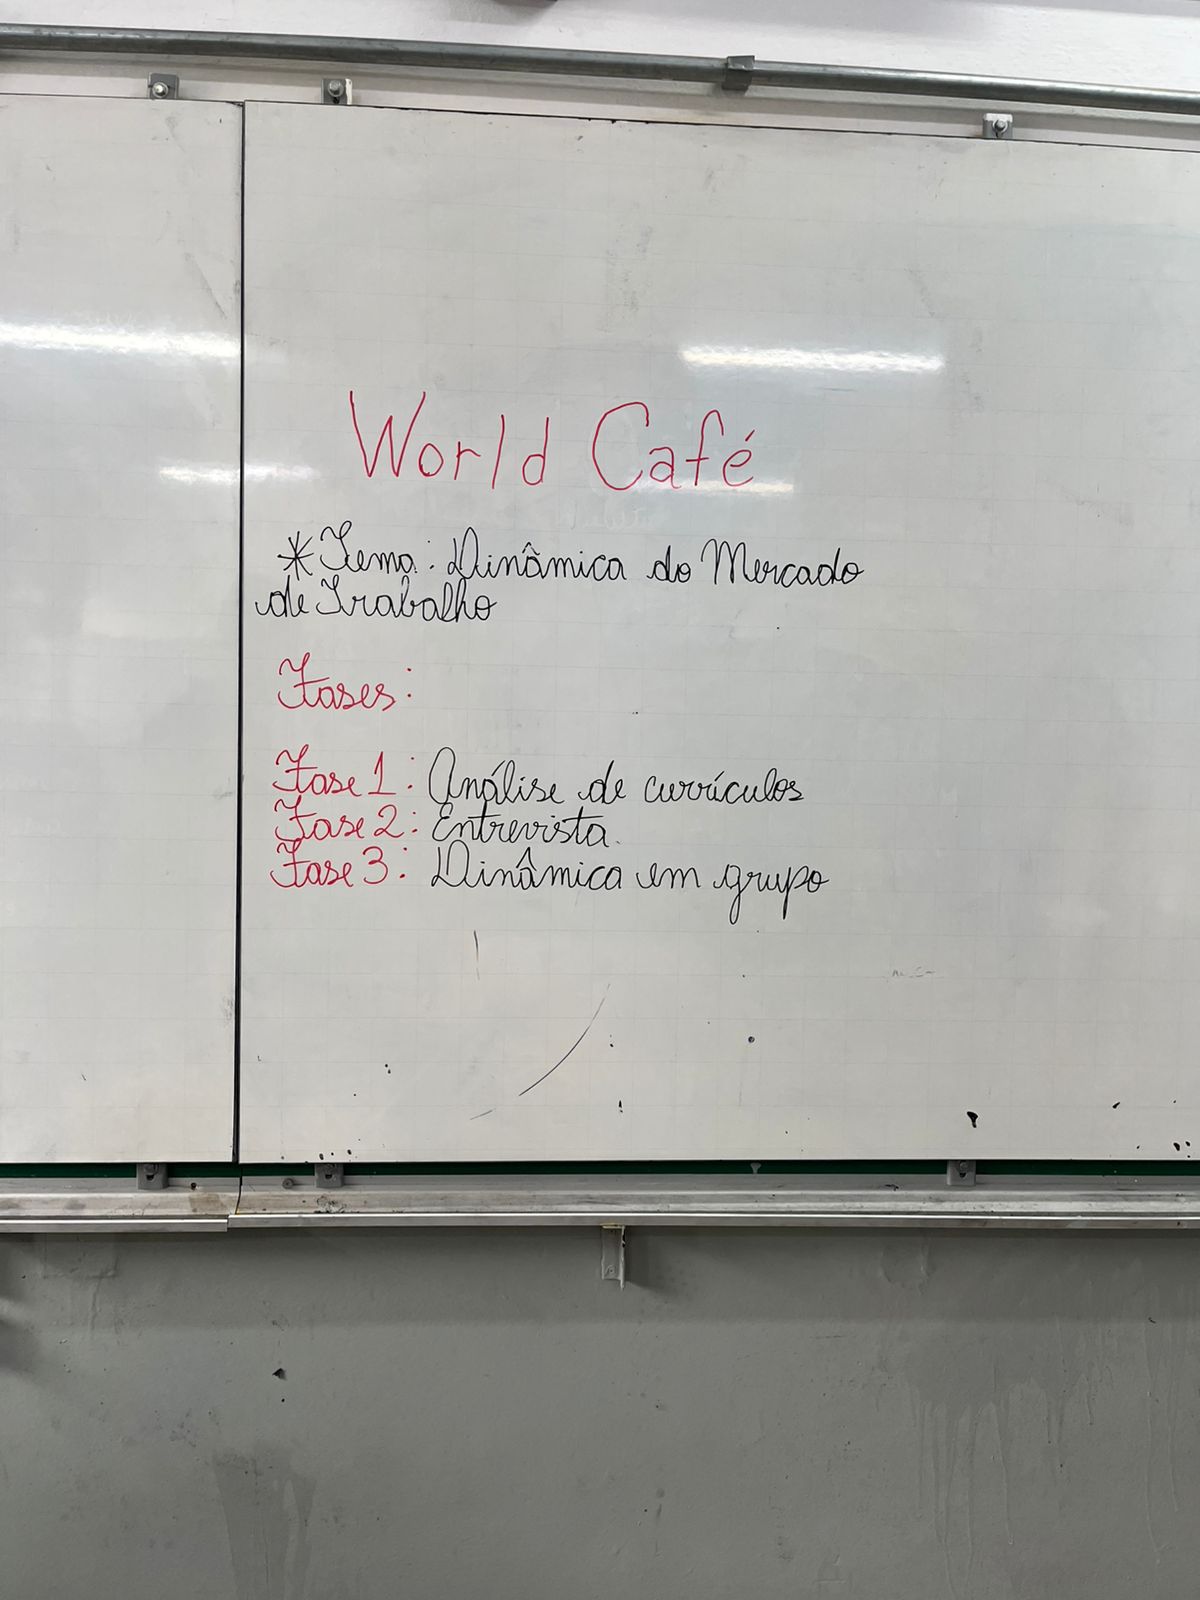 World Café
* Tema: Dinâmica do Mercado
de Trabalho
Fases:
Fase 1: Análise de currículos
Fase 2: Entrevista.
Fase 3: Dinâmica em grupo